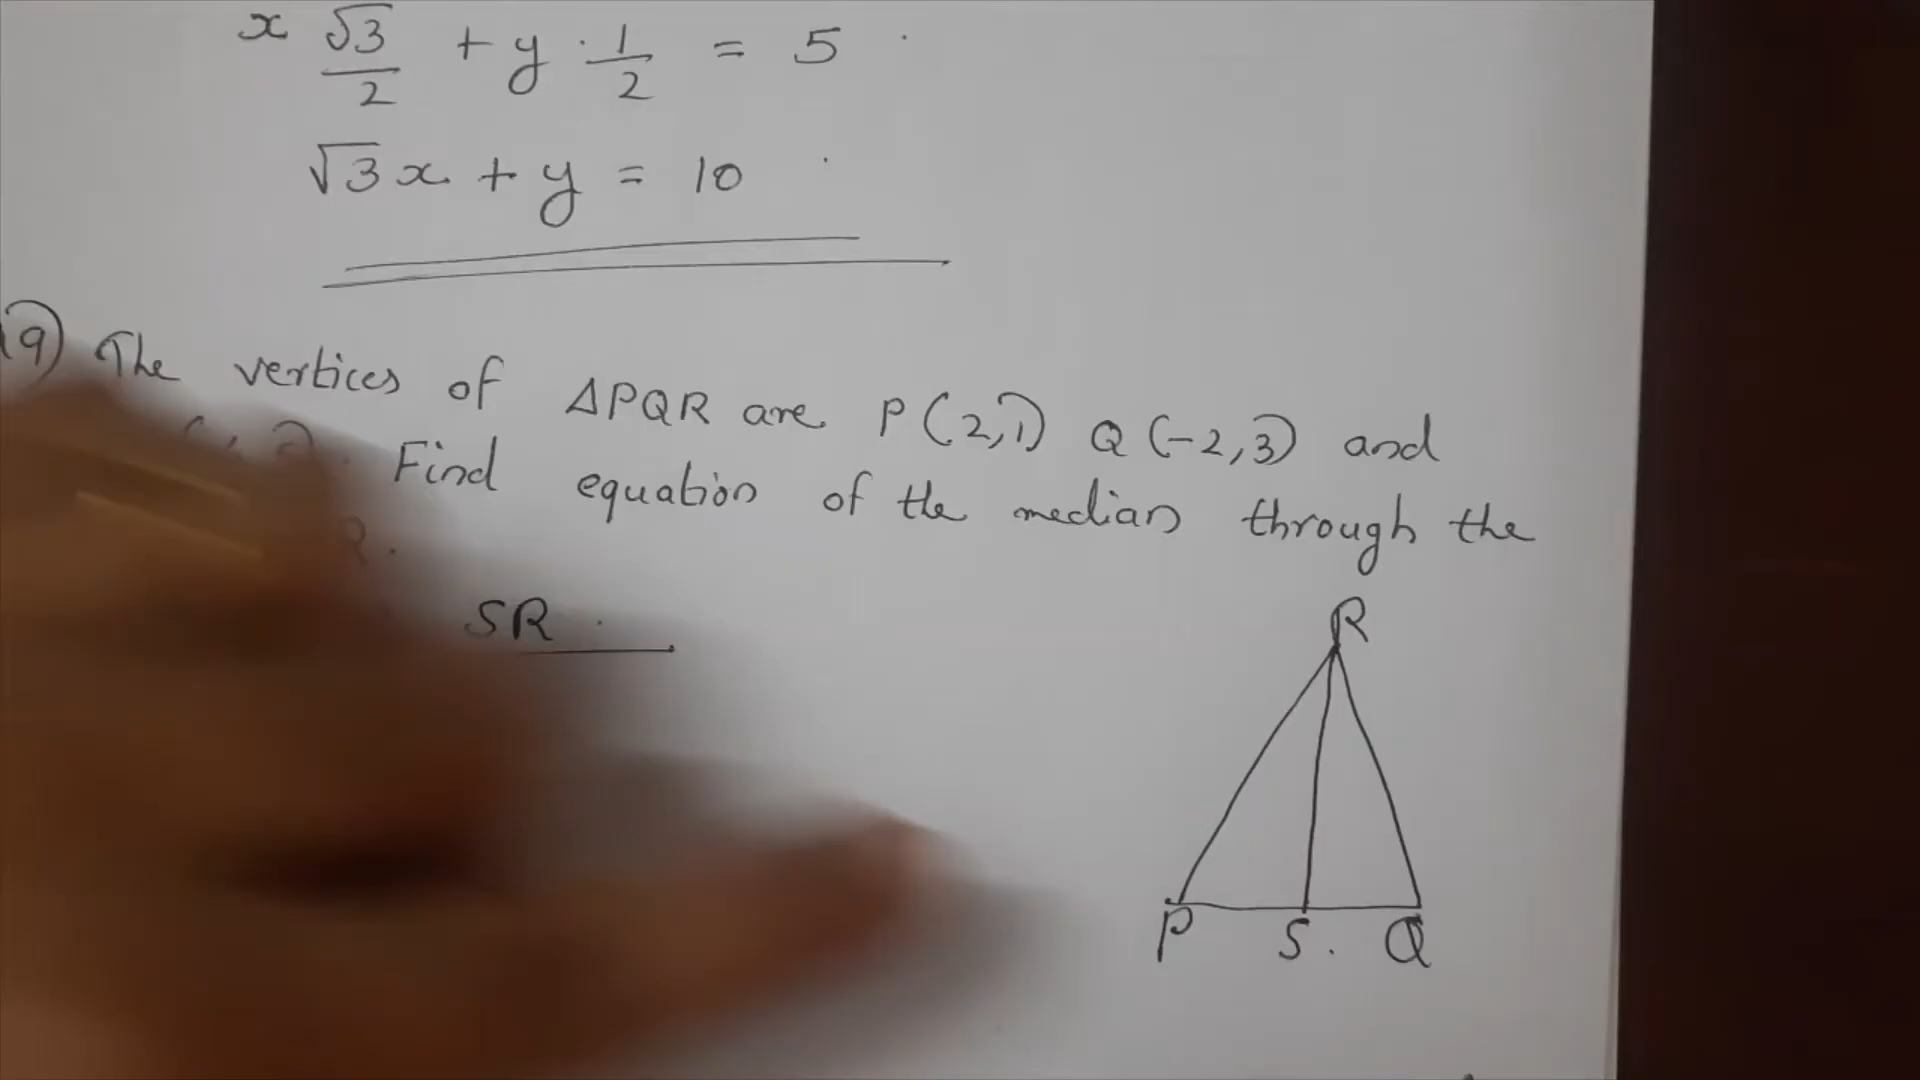 x √3/2 + y · 1/2 = 5
√3x + y = 10
9) The vertices of ΔPQR are P(2,1) Q(-2,3) and
Find equation of the median through the
R.
SR
R
P S. Q